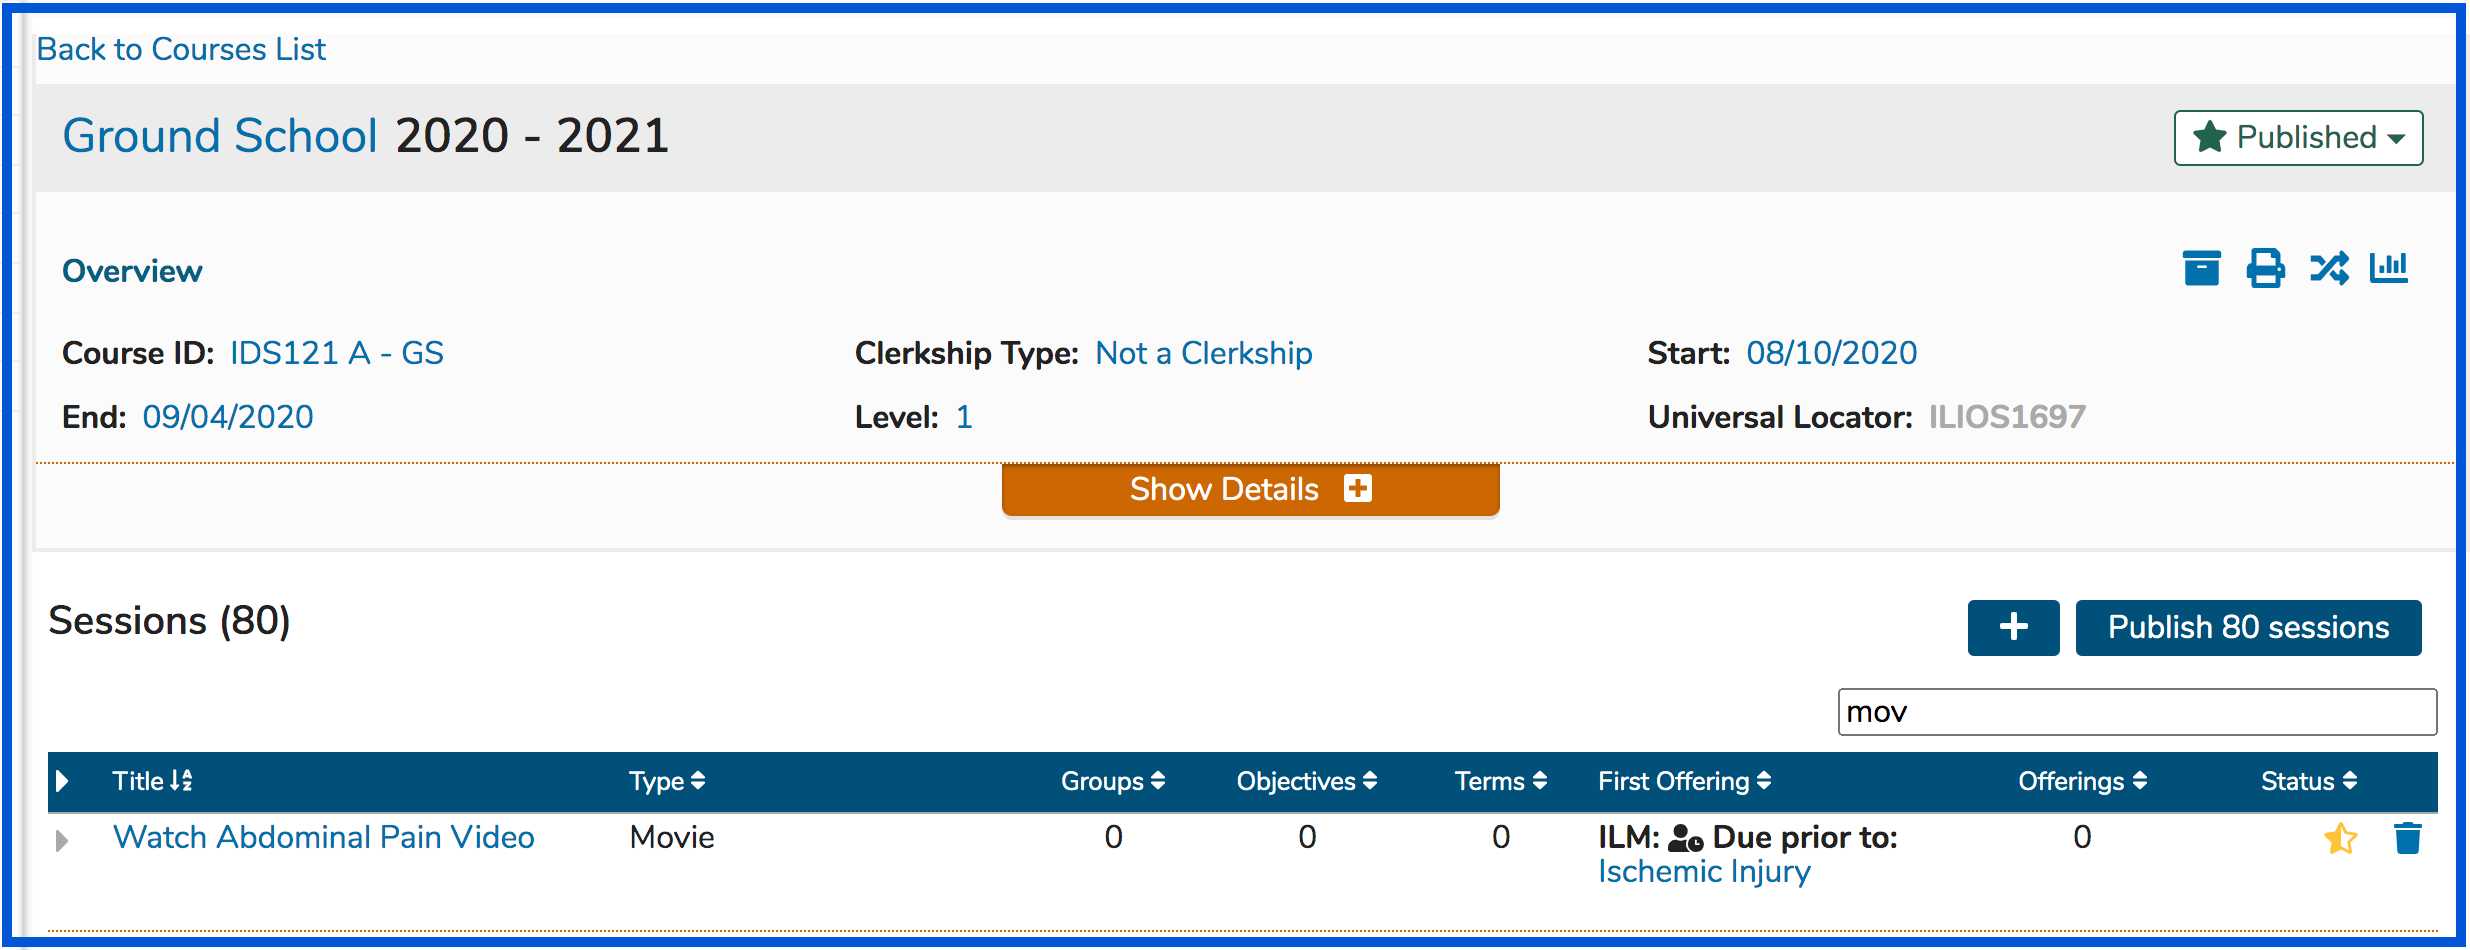 Back to Courses List
Ground School 2020 - 2021
Published
Overview
Course ID: IDS121 A - GS
Clerkship Type: Not a Clerkship
Start: 08/10/2020
End: 09/04/2020
Level: 1
Universal Locator: ILIOS1697
Show Details
Sessions (80)
Publish 80 sessions
mov
Title Type Groups Objectives Terms First Offering Offerings Status
Watch Abdominal Pain Video Movie 0 0 0 ILM: Due prior to: 0
Ischemic Injury